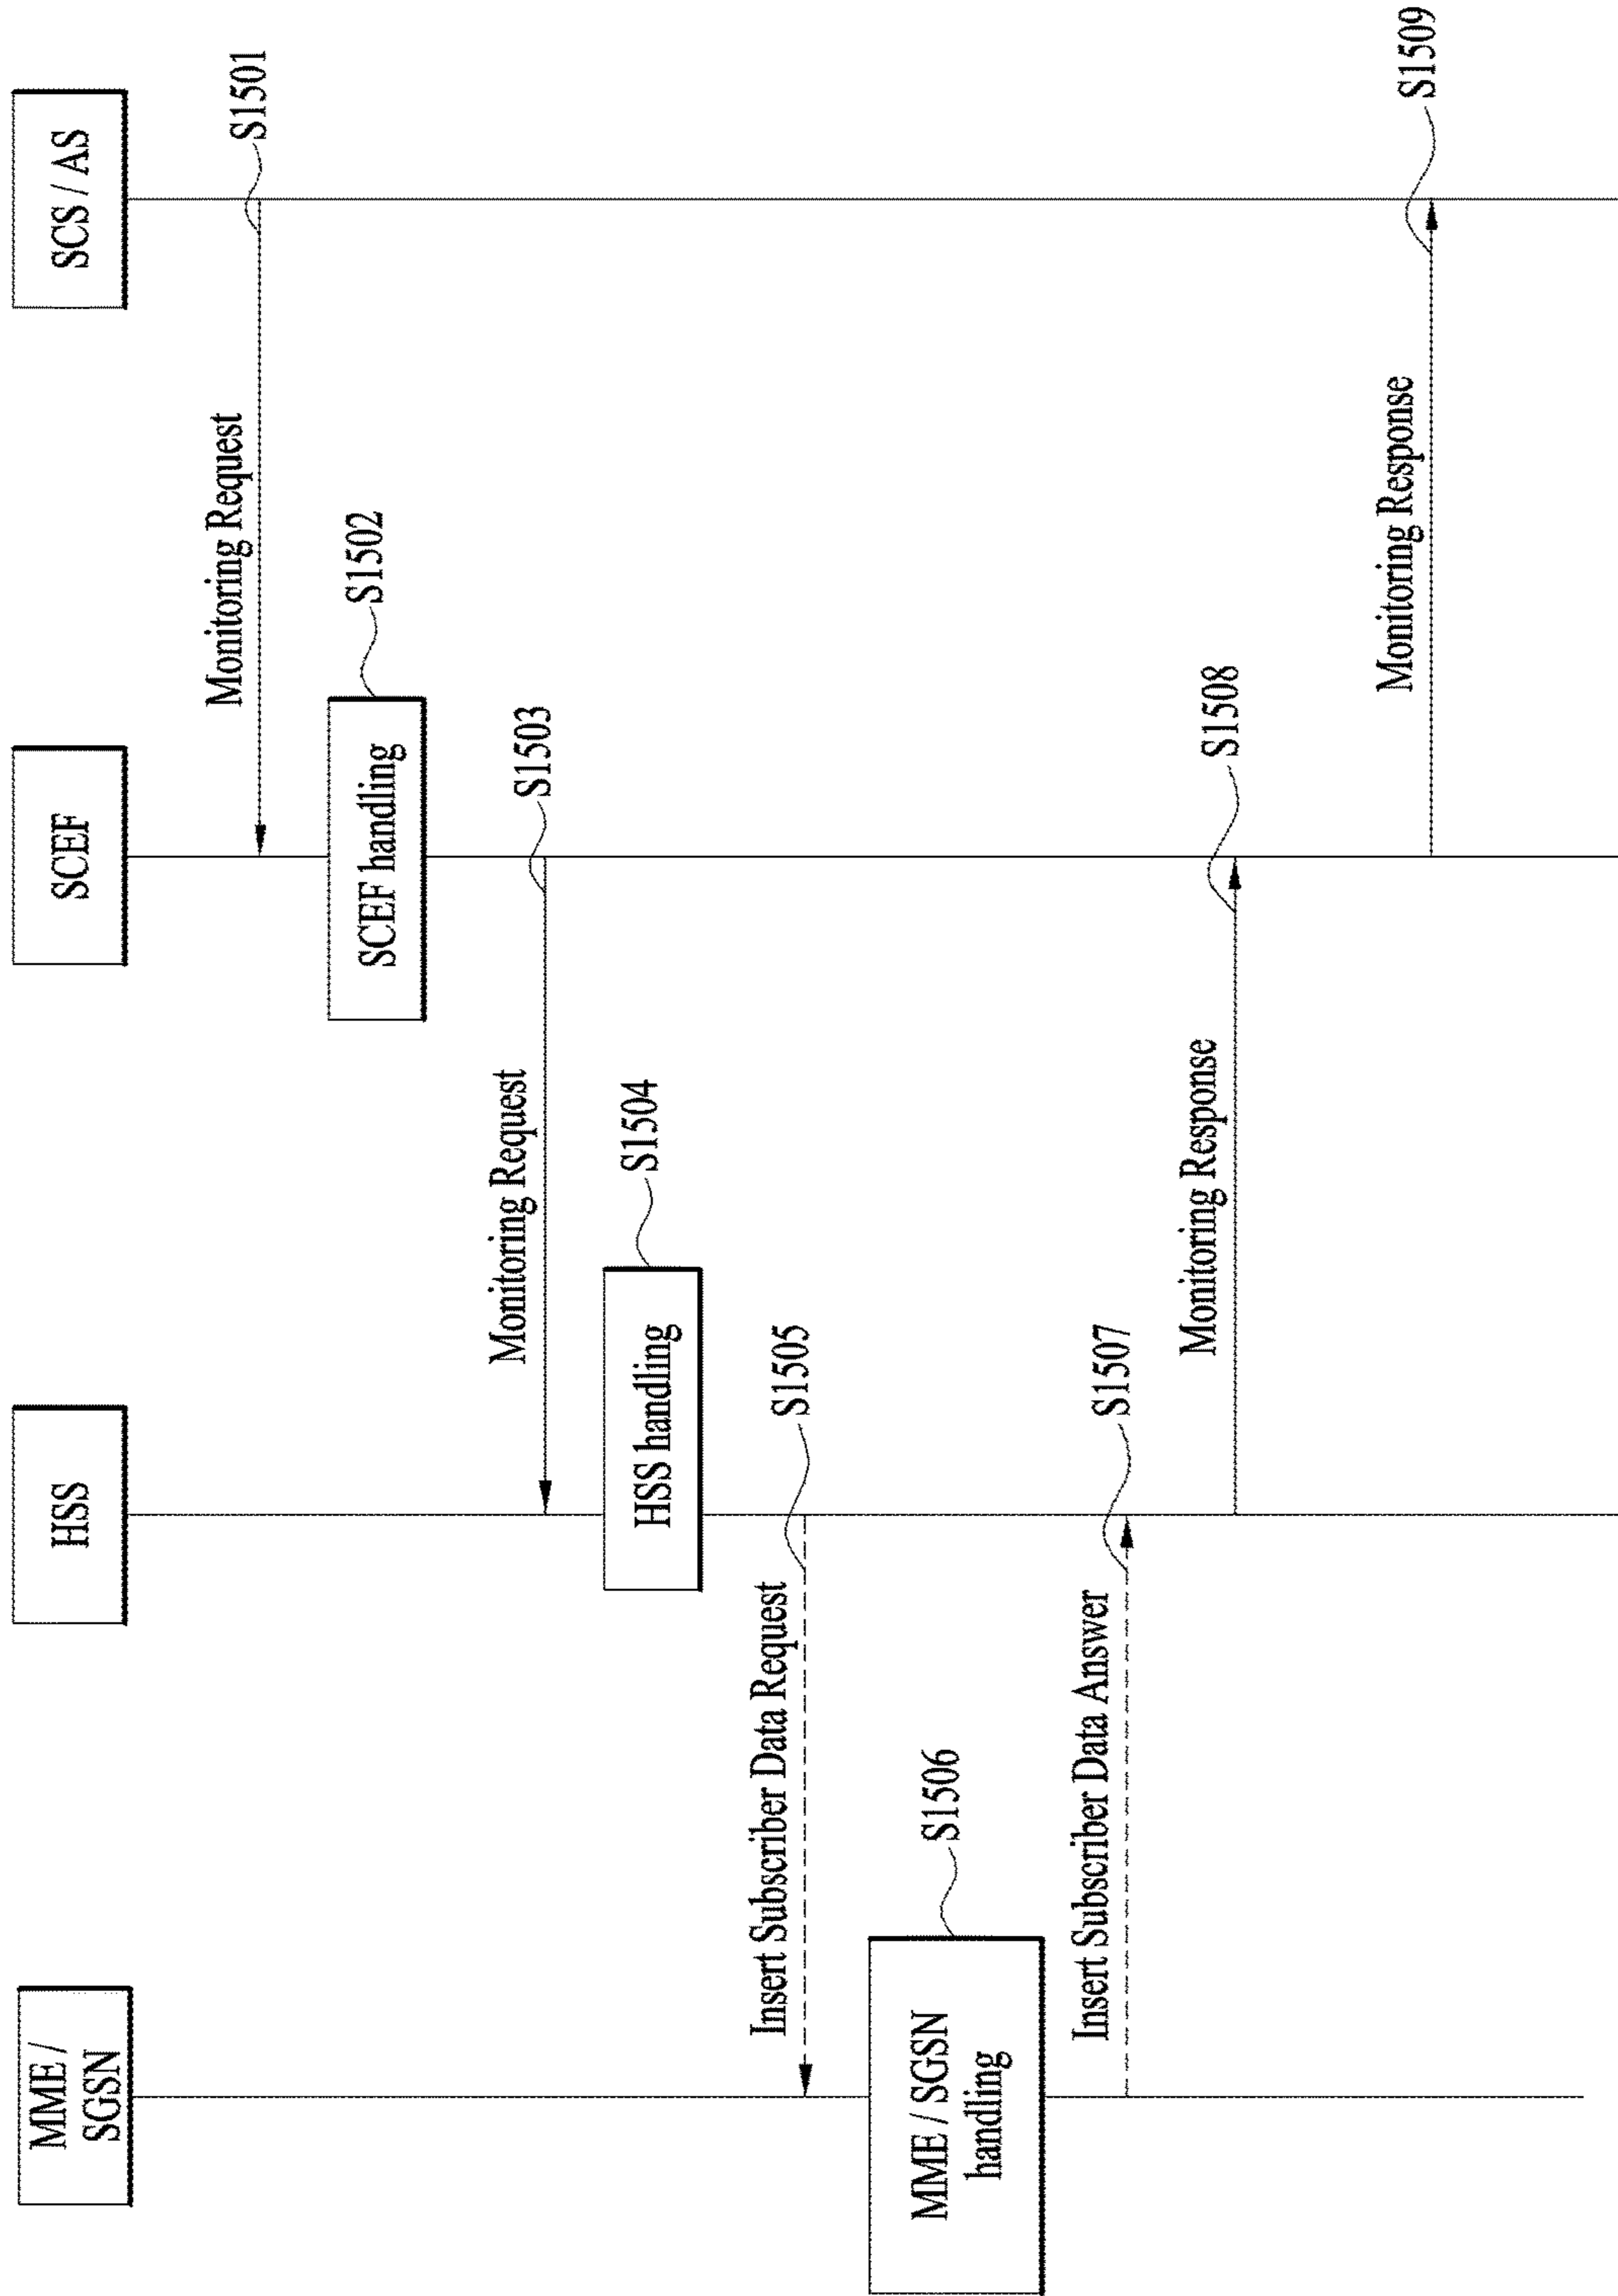 MME /
SGSN
HSS
SCEF
SCS / AS
S1501
Monitoring Request
S1502
SCEF handling
S1503
Monitoring Request
S1504
HSS handling
S1505
Insert Subscriber Data Request
S1506
MME / SGSN
handling
S1507
Insert Subscriber Data Answer
S1508
Monitoring Response
S1509
Monitoring Response